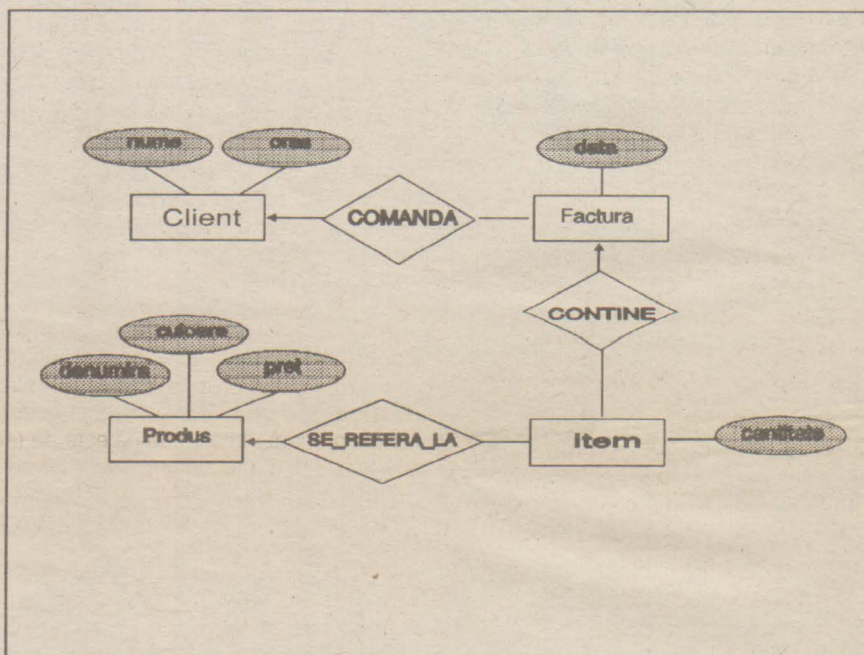 nume oras data
Client COMANDA Factura
CONTINE
culoare
denumire pret
Produs SE_REFERA_LA Item cantitate